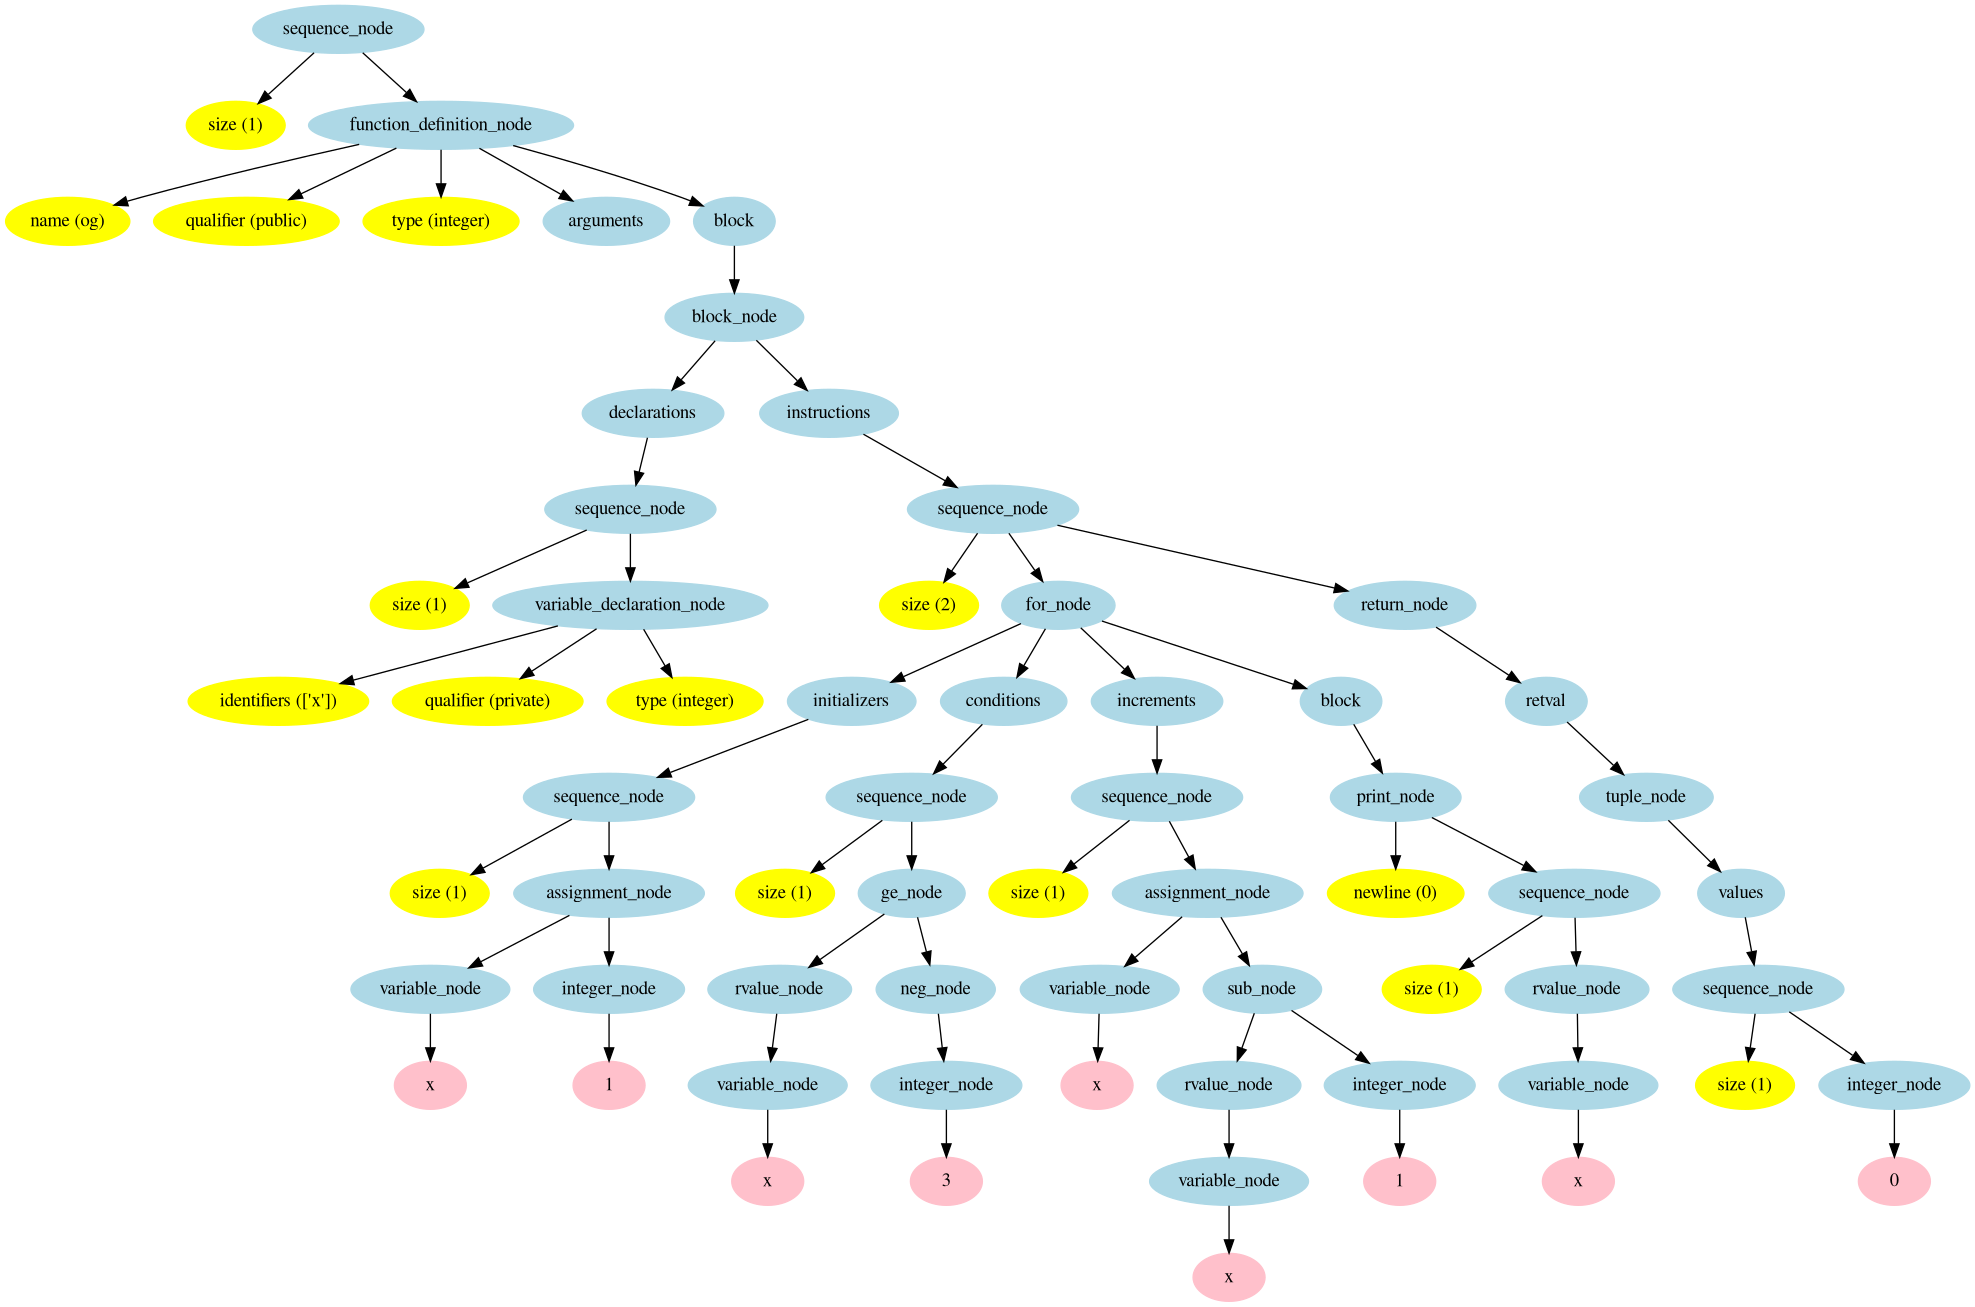 sequence_node
size (1)
function_definition_node
name (og)
qualifier (public)
type (integer)
arguments
block
block_node
declarations
instructions
sequence_node
sequence_node
size (1)
variable_declaration_node
size (2)
for_node
return_node
identifiers (['x'])
qualifier (private)
type (integer)
initializers
conditions
increments
block
retval
sequence_node
sequence_node
sequence_node
print_node
tuple_node
size (1)
assignment_node
size (1)
ge_node
size (1)
assignment_node
newline (0)
sequence_node
values
variable_node
integer_node
rvalue_node
neg_node
variable_node
sub_node
size (1)
rvalue_node
sequence_node
x
1
variable_node
integer_node
x
rvalue_node
integer_node
variable_node
size (1)
integer_node
x
3
variable_node
1
x
0
x